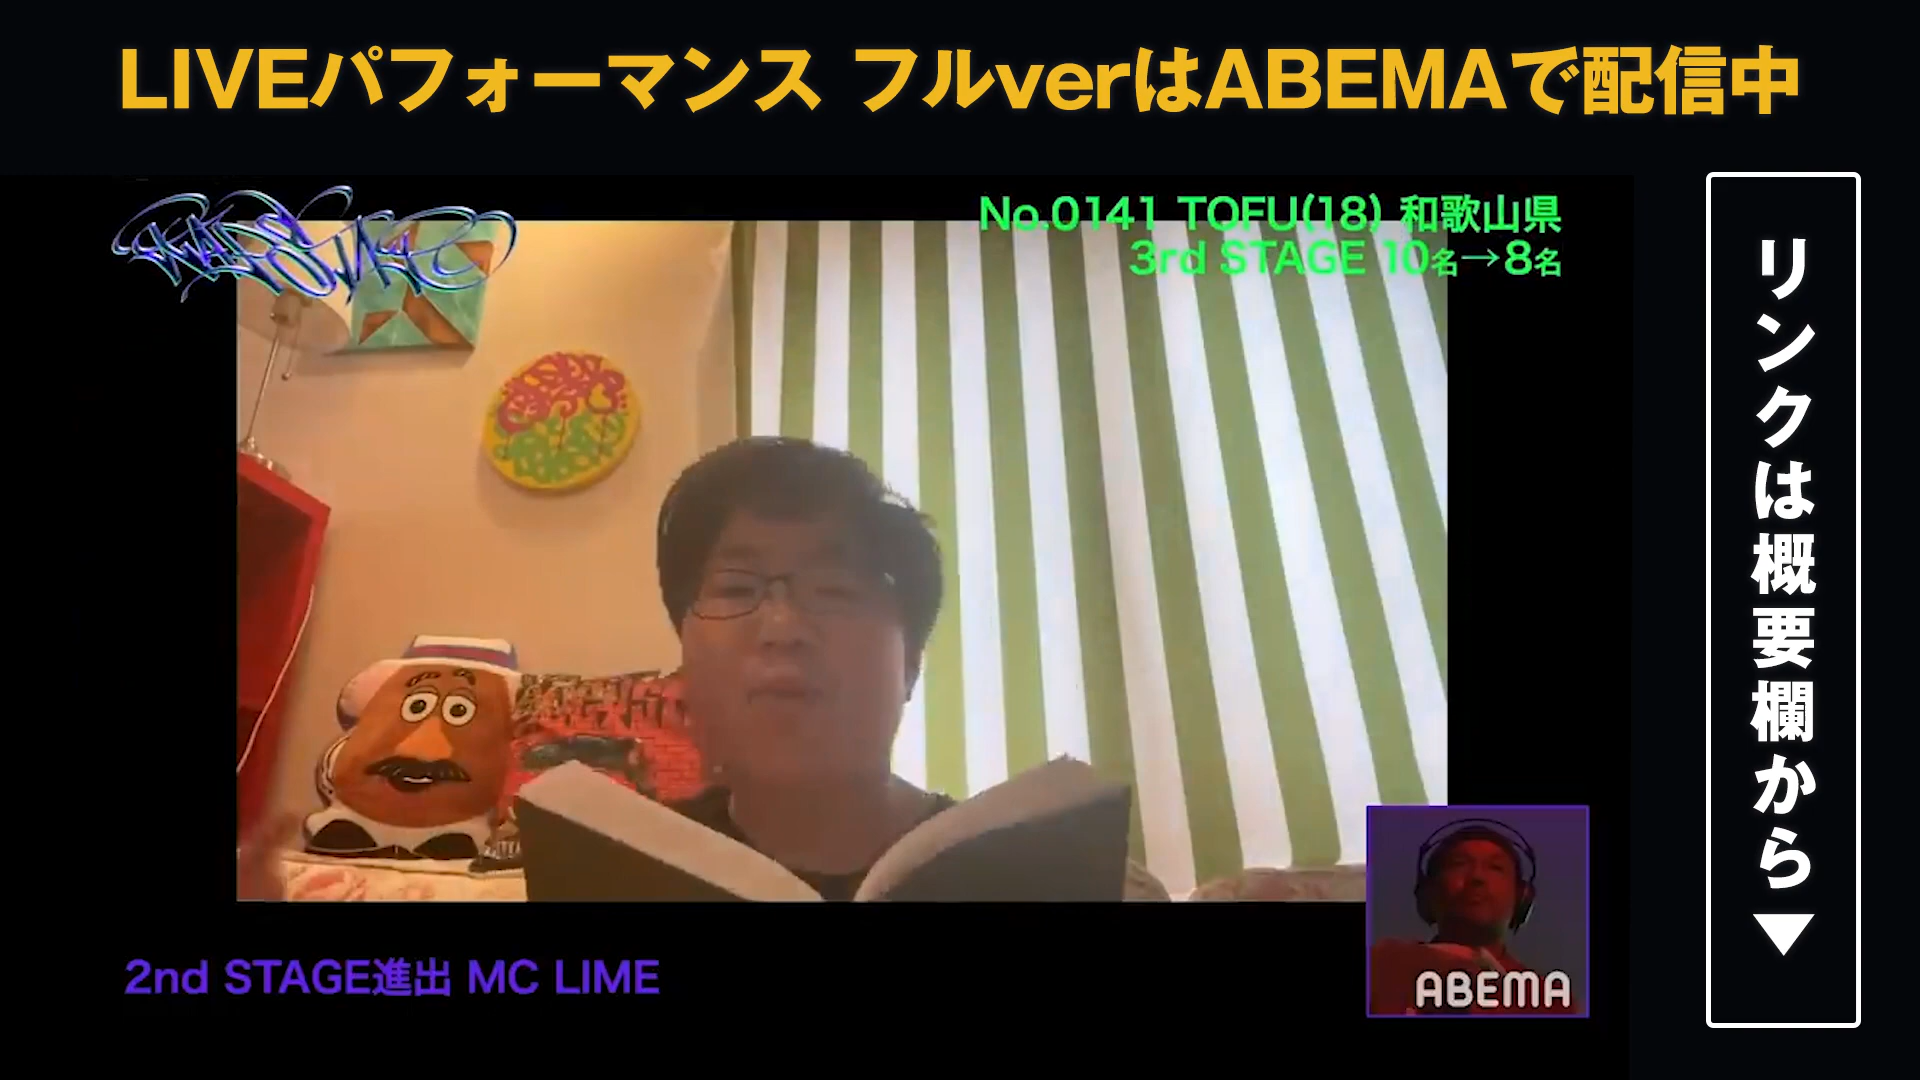 LIVEパフォーマンス フルverはABEMAで配信中
No.0141 TOFU(18) 和歌山県
3rd STAGE 10名→8名
リンクは概要欄から▼
2nd STAGE進出 MC LIME
ABEMA